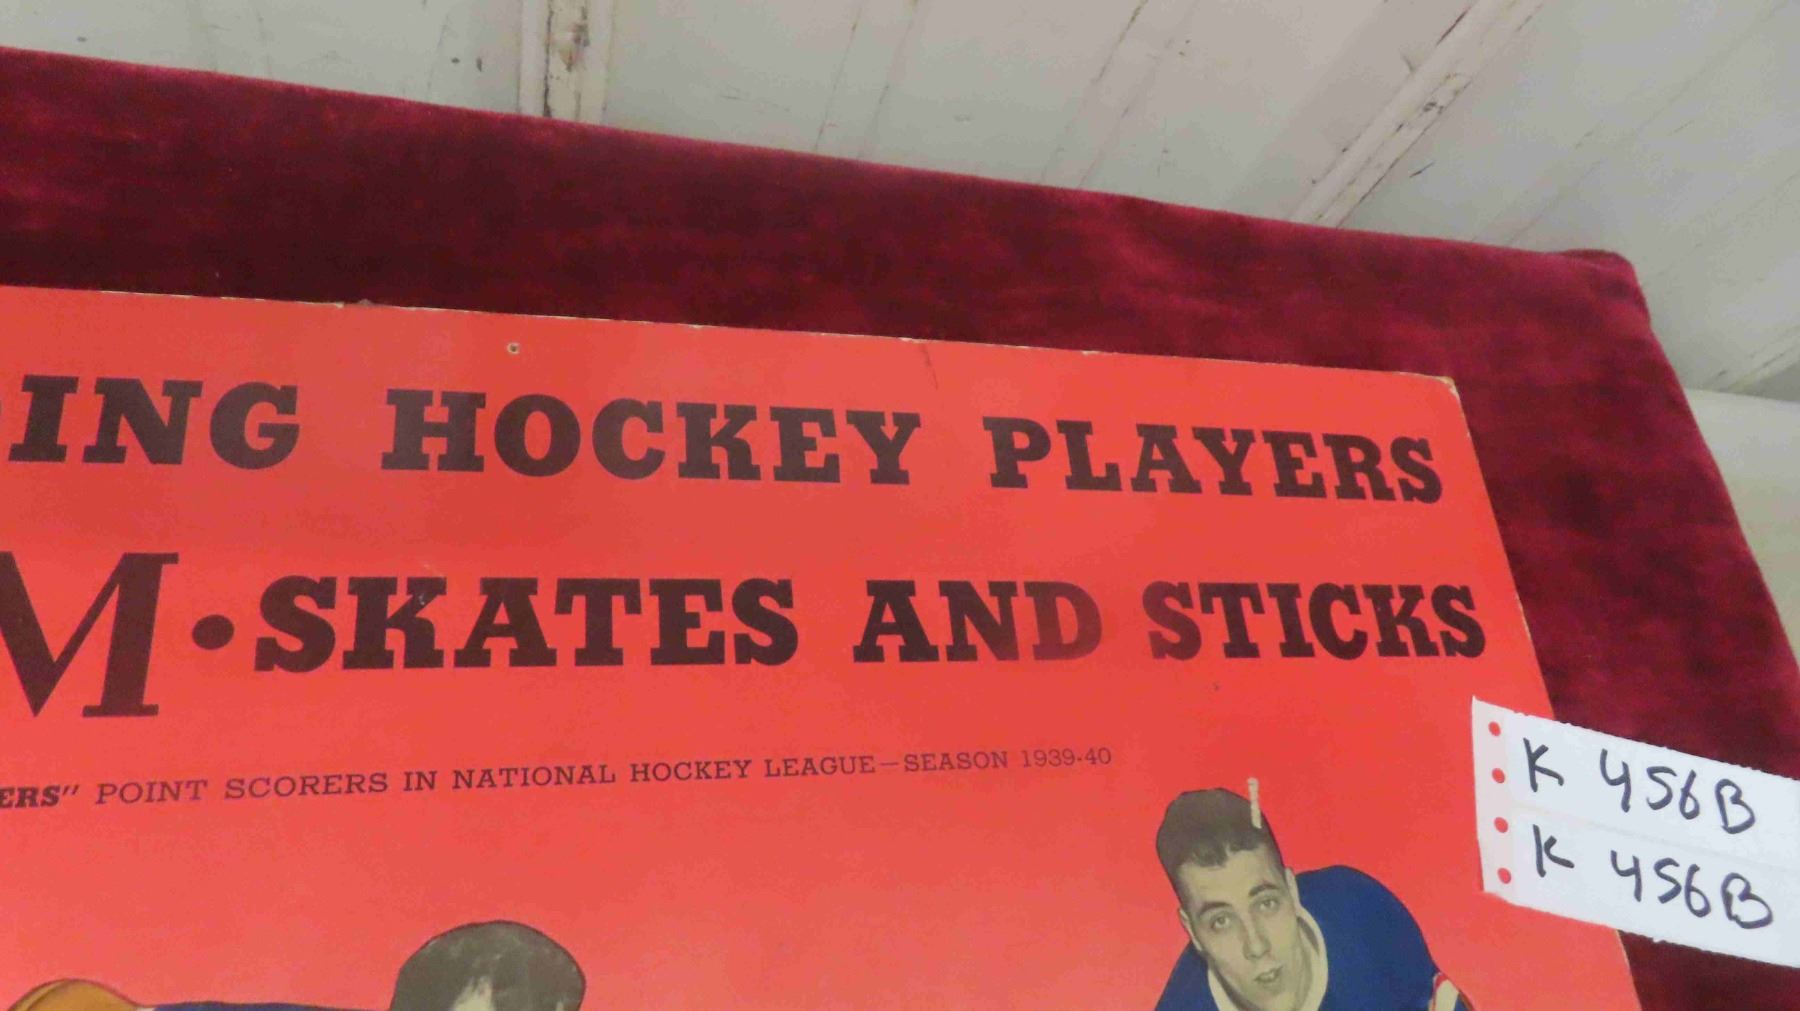 ING HOCKEY PLAYERS
M·SKATES AND STICKS
ERS" POINT SCORERS IN NATIONAL HOCKEY LEAGUE—SEASON 1939-40
K 456B
K 456B